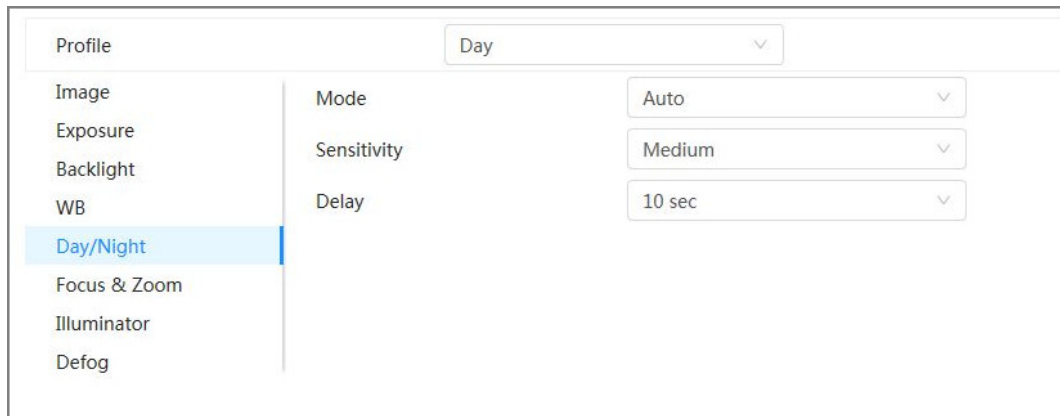 Profile Day
Image
Exposure
Backlight
WB
Day/Night
Focus & Zoom
Illuminator
Defog
Mode Auto
Sensitivity Medium
Delay 10 sec